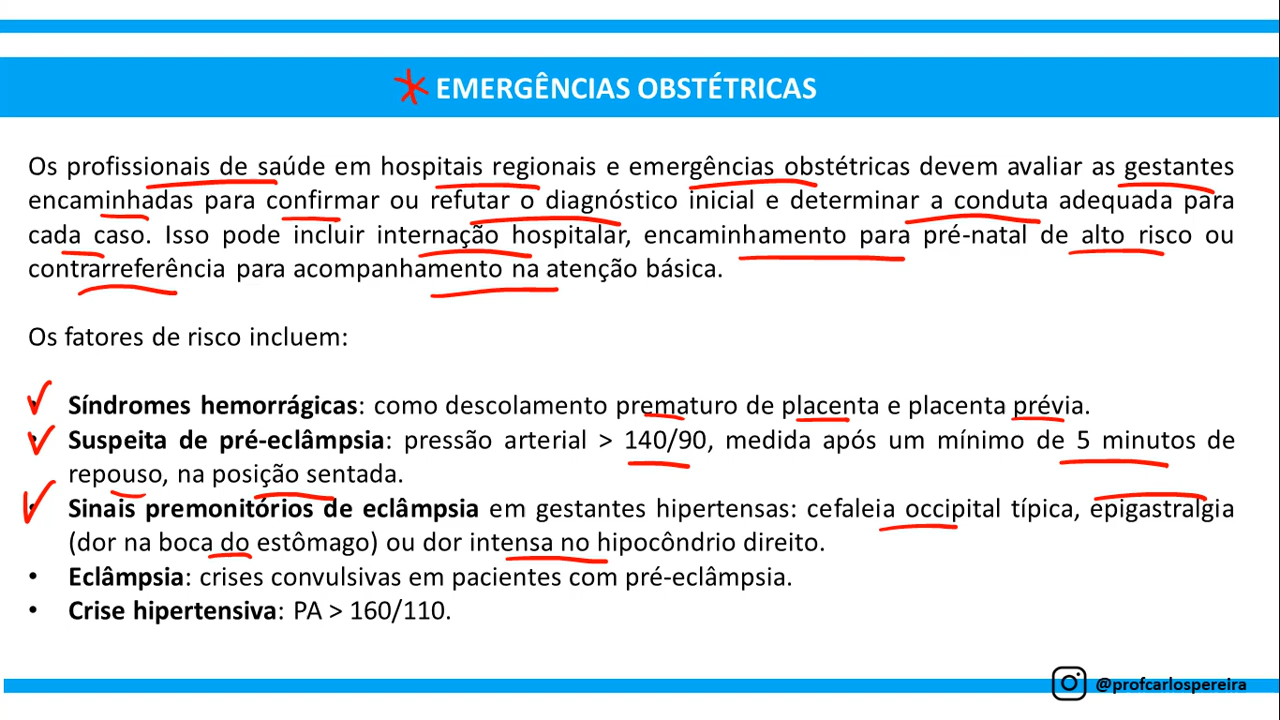 EMERGÊNCIAS OBSTÉTRICAS
Os profissionais de saúde em hospitais regionais e emergências obstétricas devem avaliar as gestantes
encaminhadas para confirmar ou refutar o diagnóstico inicial e determinar a conduta adequada para
cada caso. Isso pode incluir internação hospitalar, encaminhamento para pré-natal de alto risco ou
contrarreferência para acompanhamento na atenção básica.
Os fatores de risco incluem:
Síndromes hemorrágicas: como descolamento prematuro de placenta e placenta prévia.
Suspeita de pré-eclâmpsia: pressão arterial > 140/90, medida após um mínimo de 5 minutos de
repouso, na posição sentada.
Sinais premonitórios de eclâmpsia em gestantes hipertensas: cefaleia occipital típica, epigastralgia
(dor na boca do estômago) ou dor intensa no hipocôndrio direito.
• Eclâmpsia: crises convulsivas em pacientes com pré-eclâmpsia.
• Crise hipertensiva: PA > 160/110.
@profcarlospereira